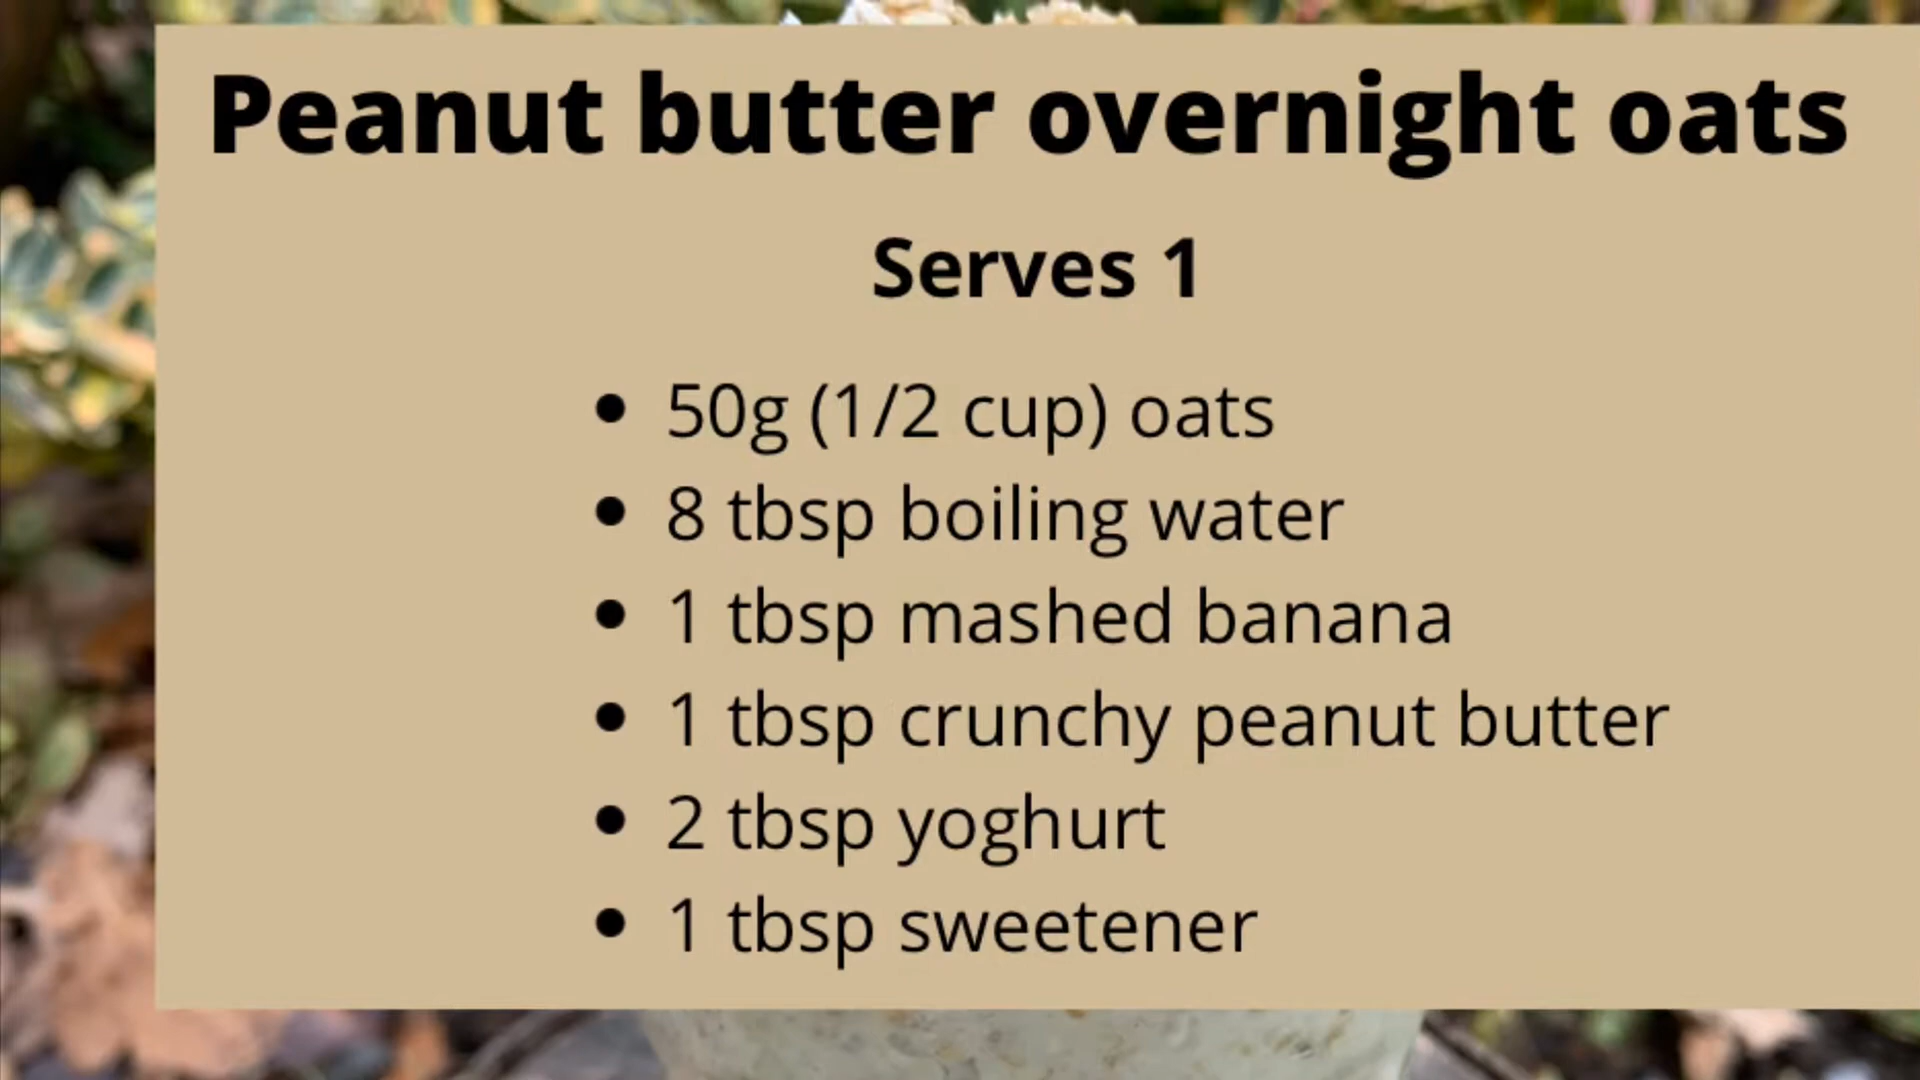 Peanut butter overnight oats
Serves 1
• 50g (1/2 cup) oats
• 8 tbsp boiling water
• 1 tbsp mashed banana
• 1 tbsp crunchy peanut butter
• 2 tbsp yoghurt
• 1 tbsp sweetener